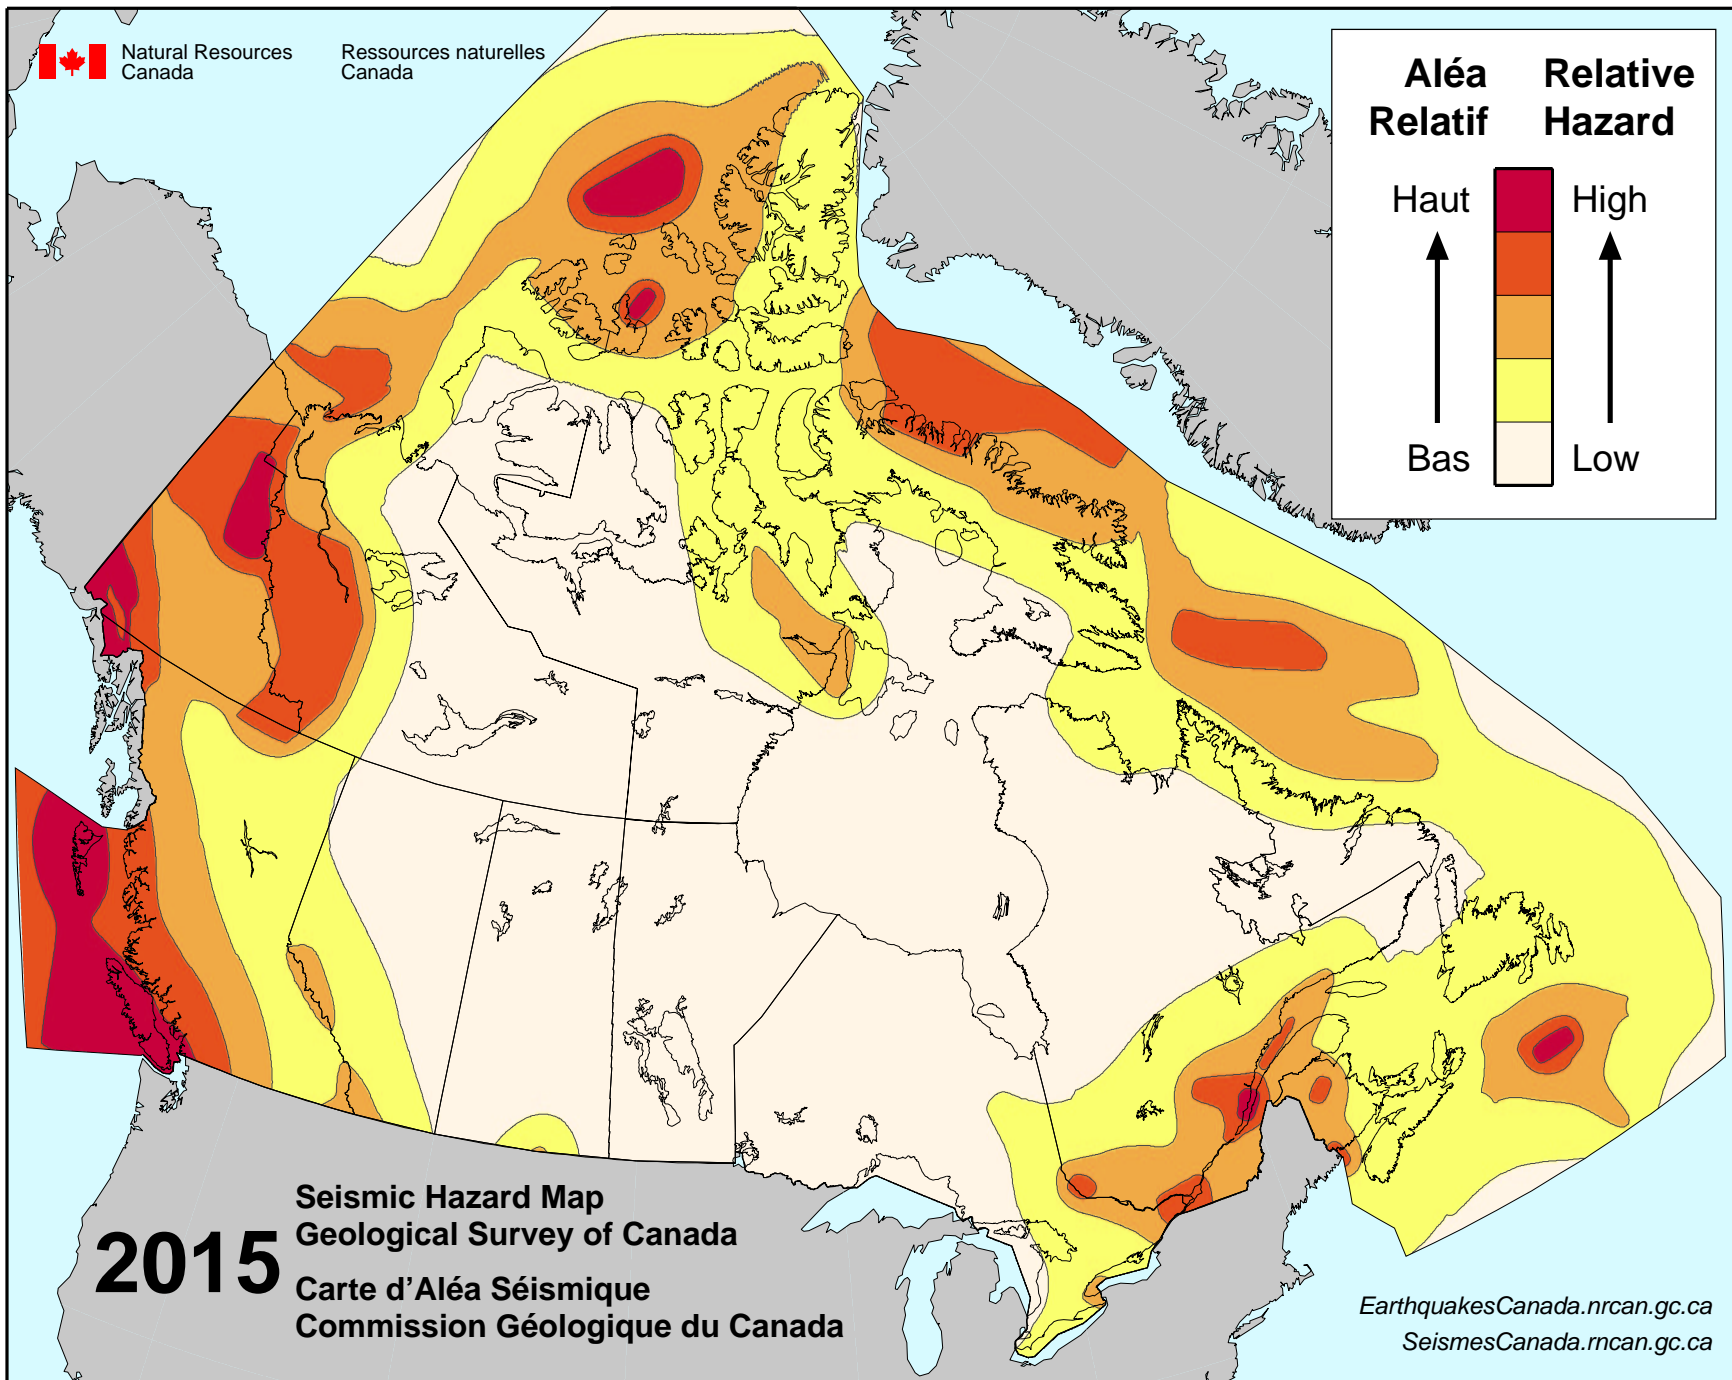 Natural Resources
Canada
Ressources naturelles
Canada
Aléa
Relatif
Relative
Hazard
Haut
High
Bas
Low
2015
Seismic Hazard Map
Geological Survey of Canada
Carte d'Aléa Séismique
Commission Géologique du Canada
EarthquakesCanada.nrcan.gc.ca
SeismesCanada.rncan.gc.ca